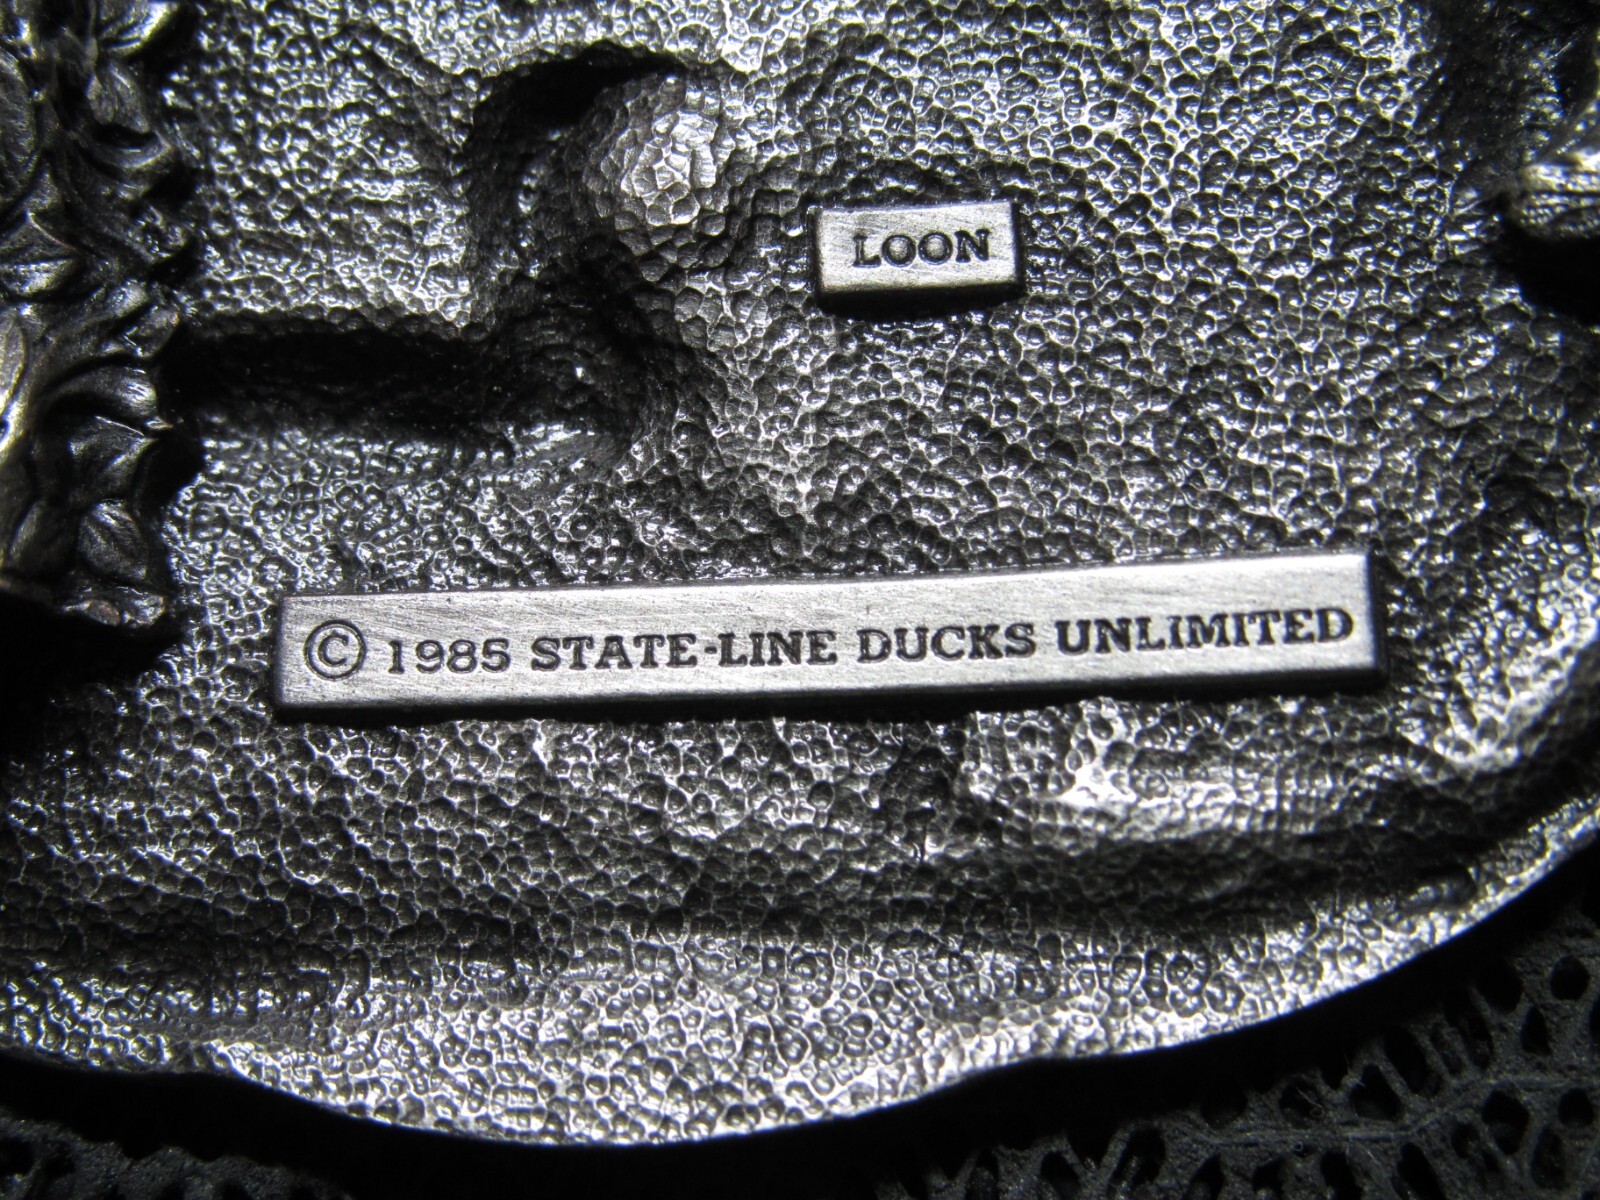 LOON
© 1985 STATE-LINE DUCKS UNLIMITED